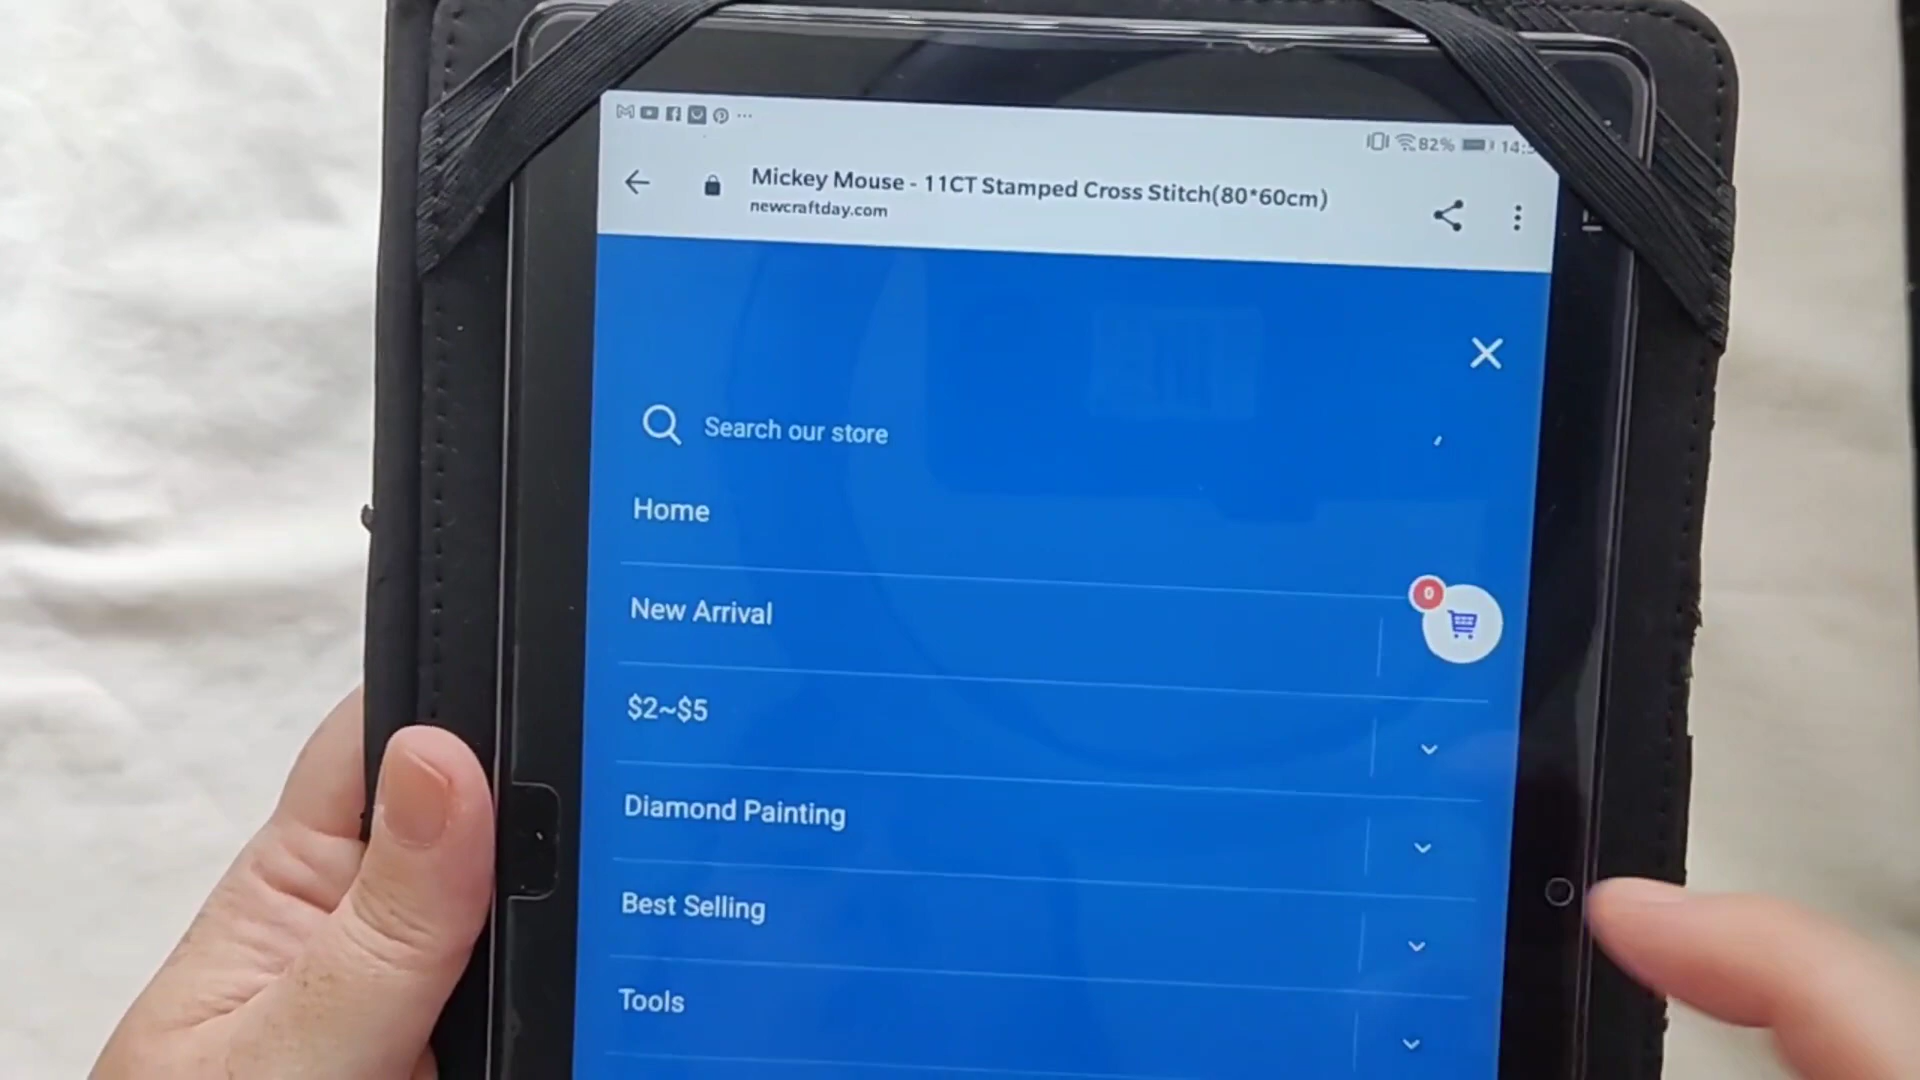 82% 14:
Mickey Mouse - 11CT Stamped Cross Stitch(80*60cm)
newcraftday.com
Search our store
Home
0
New Arrival
$2~$5
Diamond Painting
Best Selling
Tools